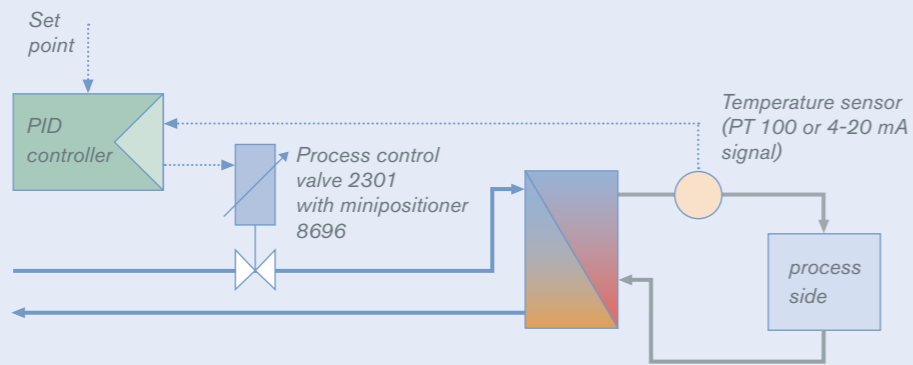 Set
point
PID
controller
Process control
valve 2301
with minipositioner
8696
Temperature sensor
(PT 100 or 4-20 mA
signal)
process
side